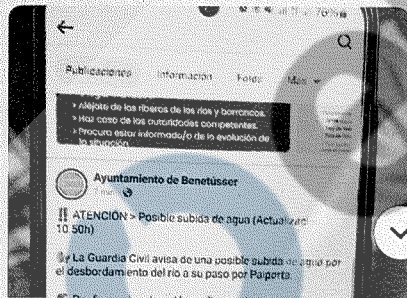 Publicaciones Información Fotos Más
> Aléjate de las riberas de los ríos y barrancos.
> Haz caso de las autoridades competentes.
> Procura estar informado/a de la evolución de
la situación.
Ayuntamiento de Benetússer
‼ ATENCIÓN > Posible subida de agua (Actualizac
10.50h)
La Guardia Civil avisa de una posible subida de agua por
el desbordamiento del río a su paso por Paiporta.